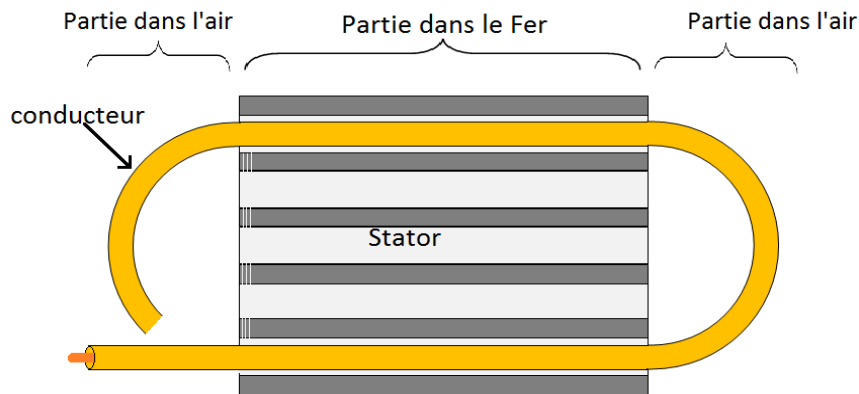 Partie dans l'air
Partie dans le Fer
Partie dans l'air
conducteur
Stator